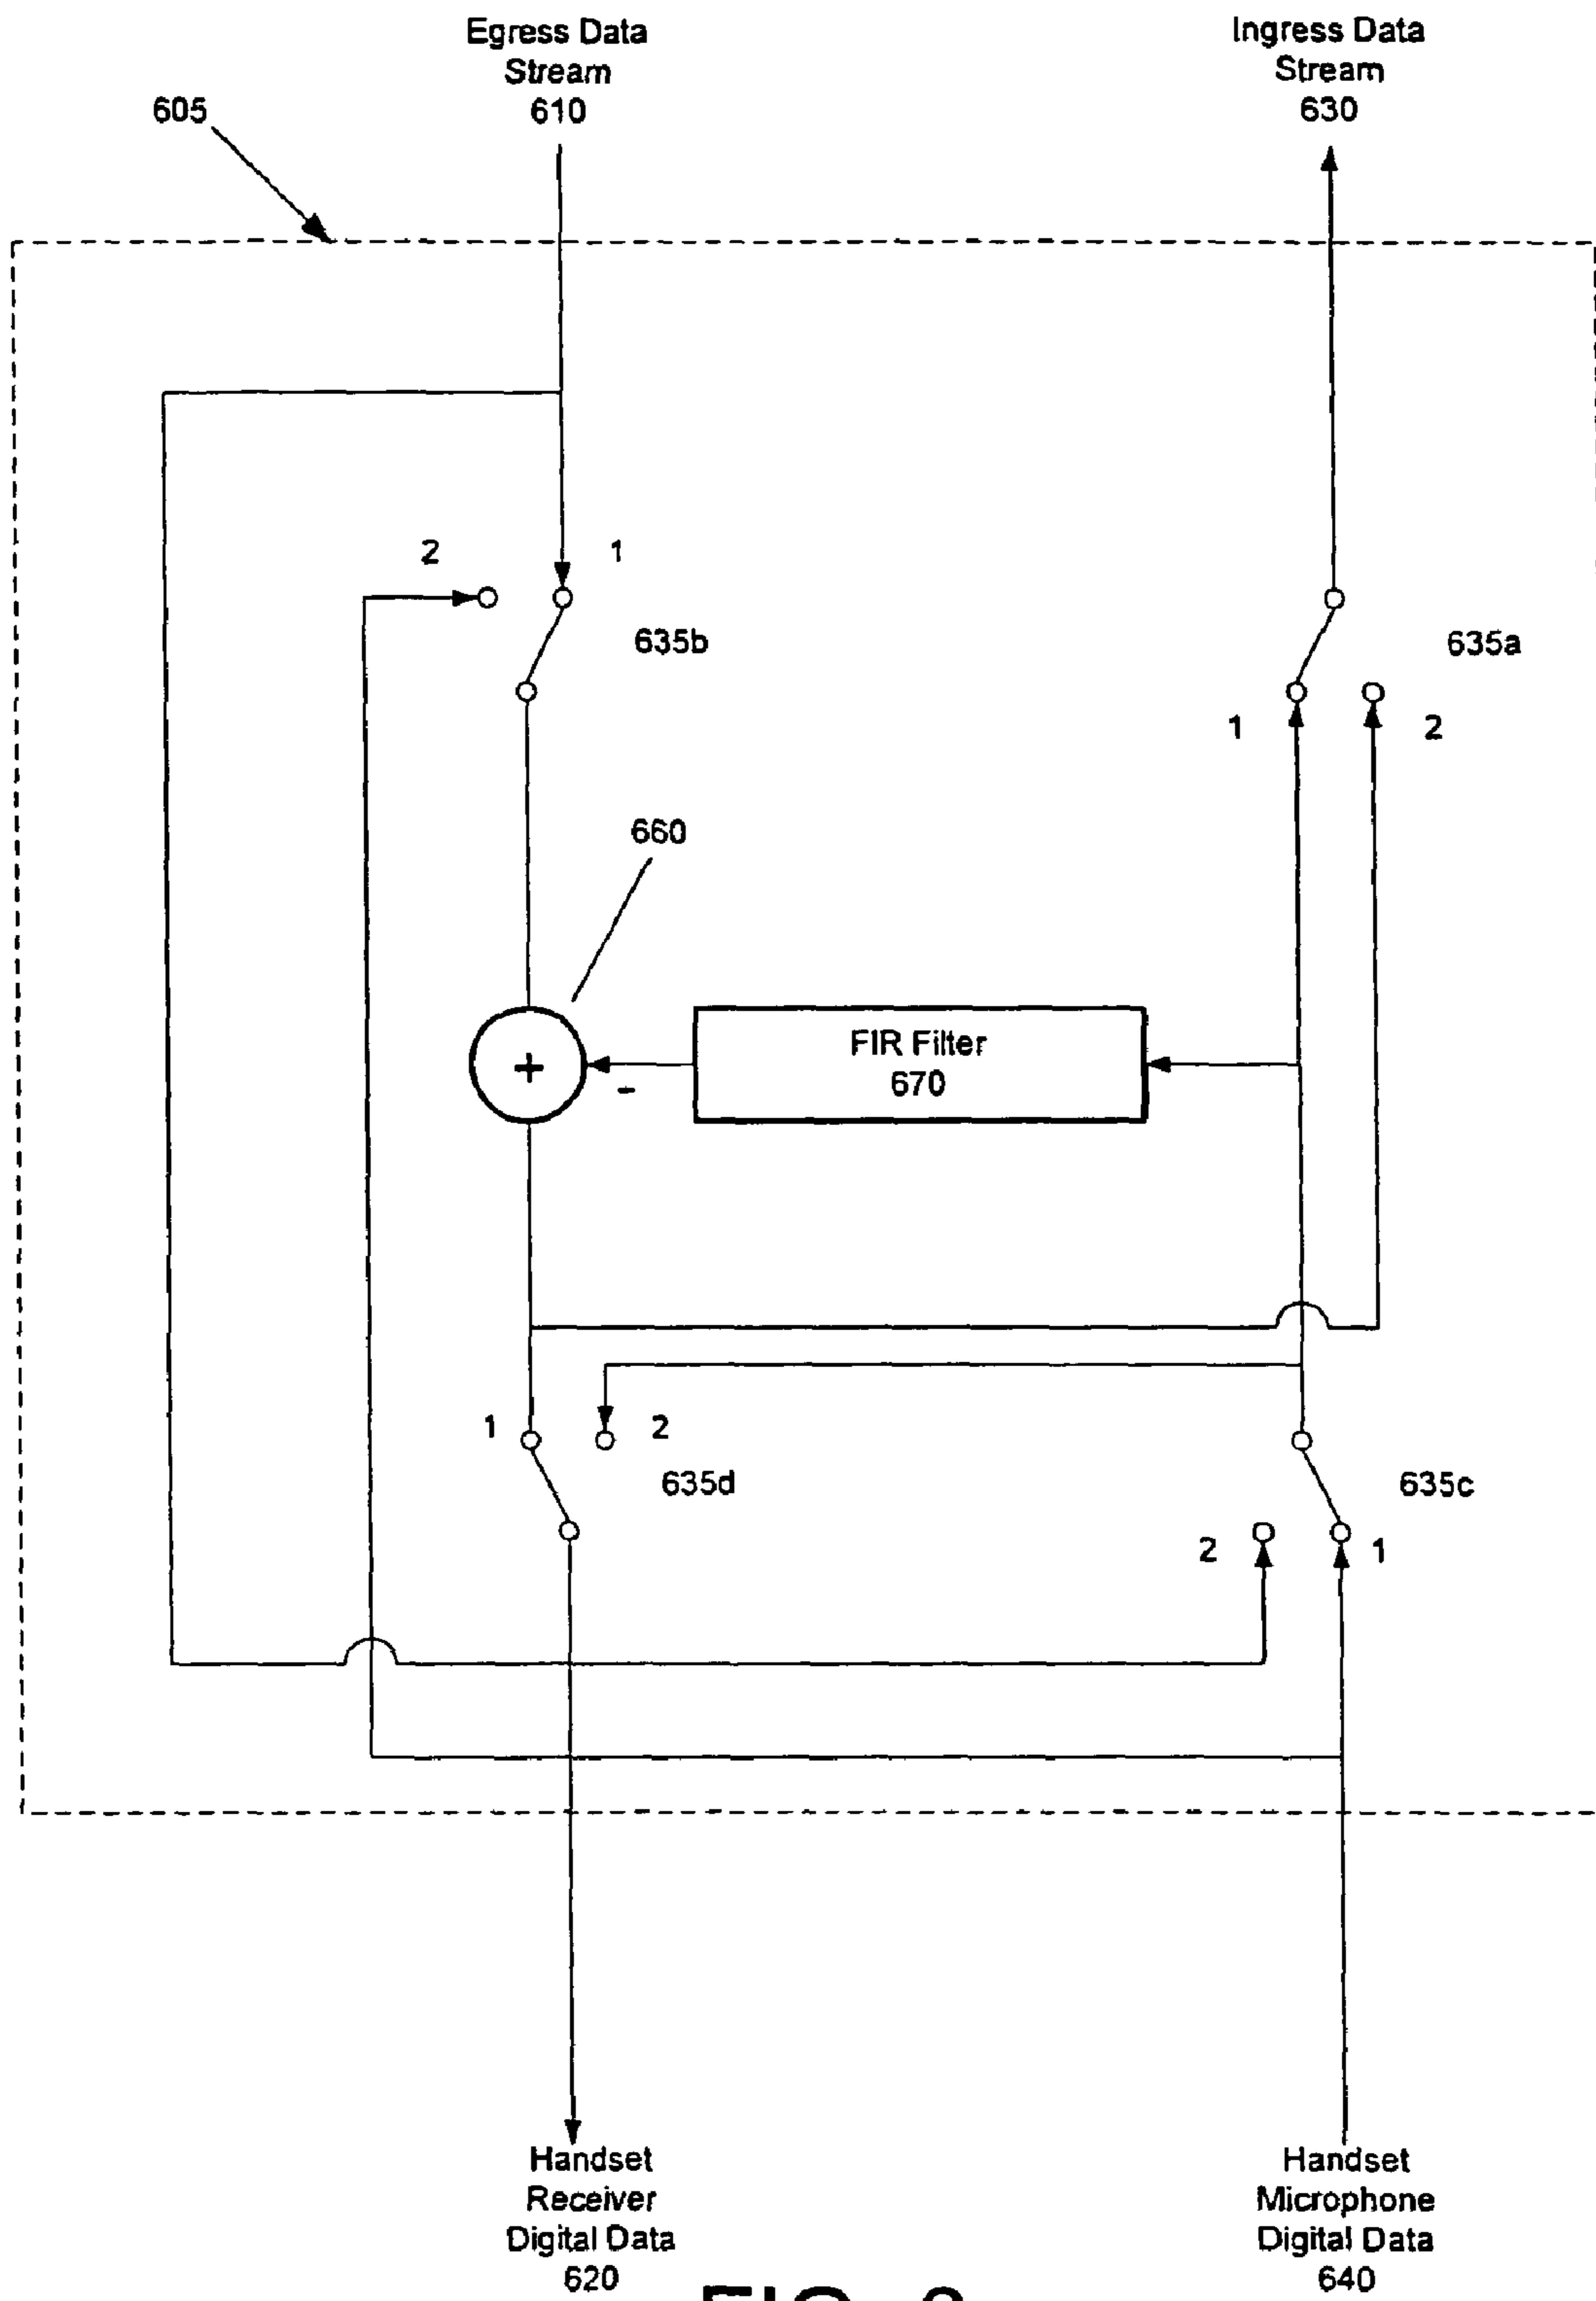 Egress Data
Stream
610
Ingress Data
Stream
630
605
2
1
635b
635a
1
2
660
+
-
FIR Filter
670
1
2
635d
635c
2
1
Handset
Receiver
Digital Data
620
Handset
Microphone
Digital Data
640